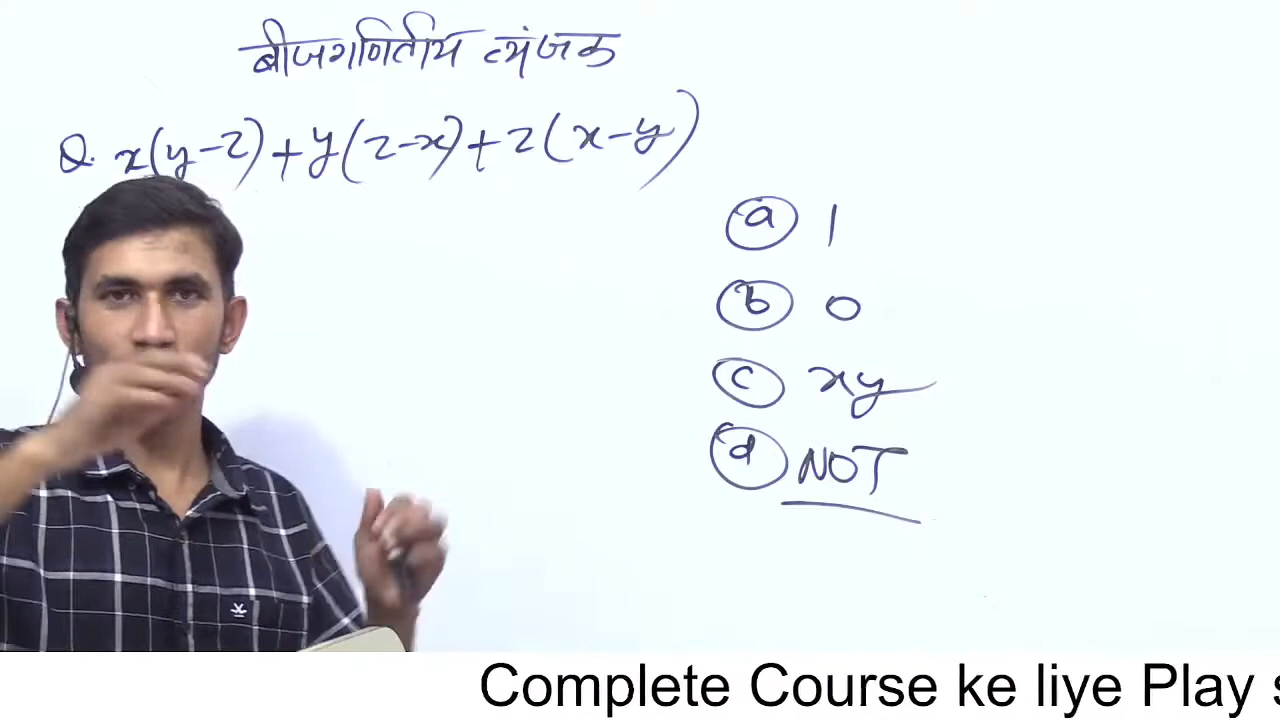 बीजगणितीय व्यंजक
Q. x(y-z)+y(z-x)+z(x-y)
(a) 1
(b) 0
(c) xy
(d) NOT
Complete Course ke liye Play s